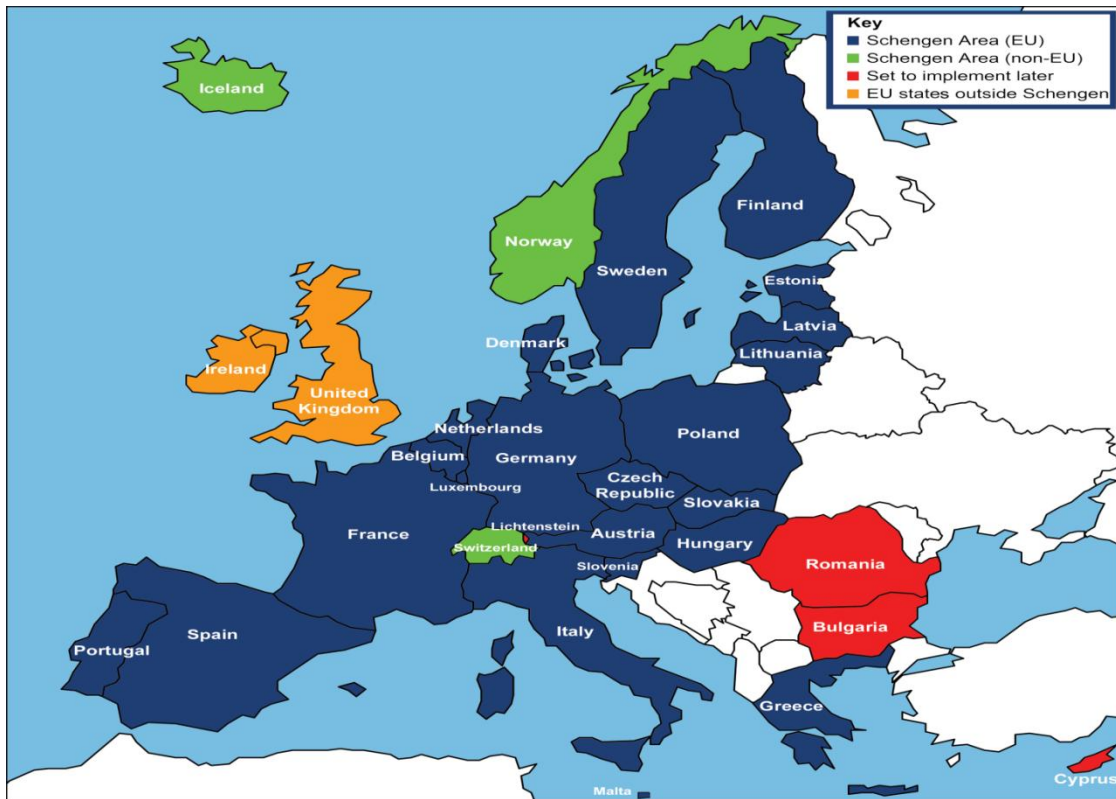 Key
Schengen Area (EU)
Schengen Area (non-EU)
Set to implement later
EU states outside Schengen
Iceland
Norway
Finland
Sweden
Estonia
Latvia
Denmark
Lithuania
Ireland
United
Kingdom
Netherlands
Poland
Belgium
Germany
Czech
Republic
Luxembourg
Slovakia
Lichtenstein
France
Austria
Switzerland
Hungary
Slovenia
Romania
Bulgaria
Spain
Italy
Portugal
Greece
Cyprus
Malta